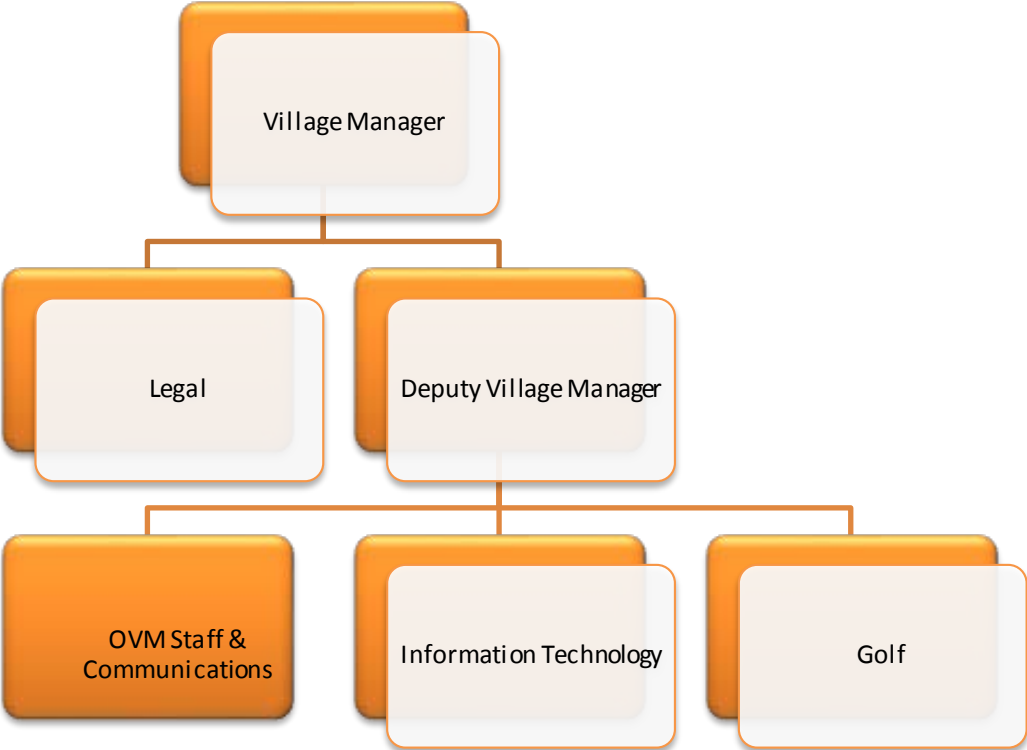 Village Manager
Legal
Deputy Village Manager
OVM Staff &
Communications
Information Technology
Golf